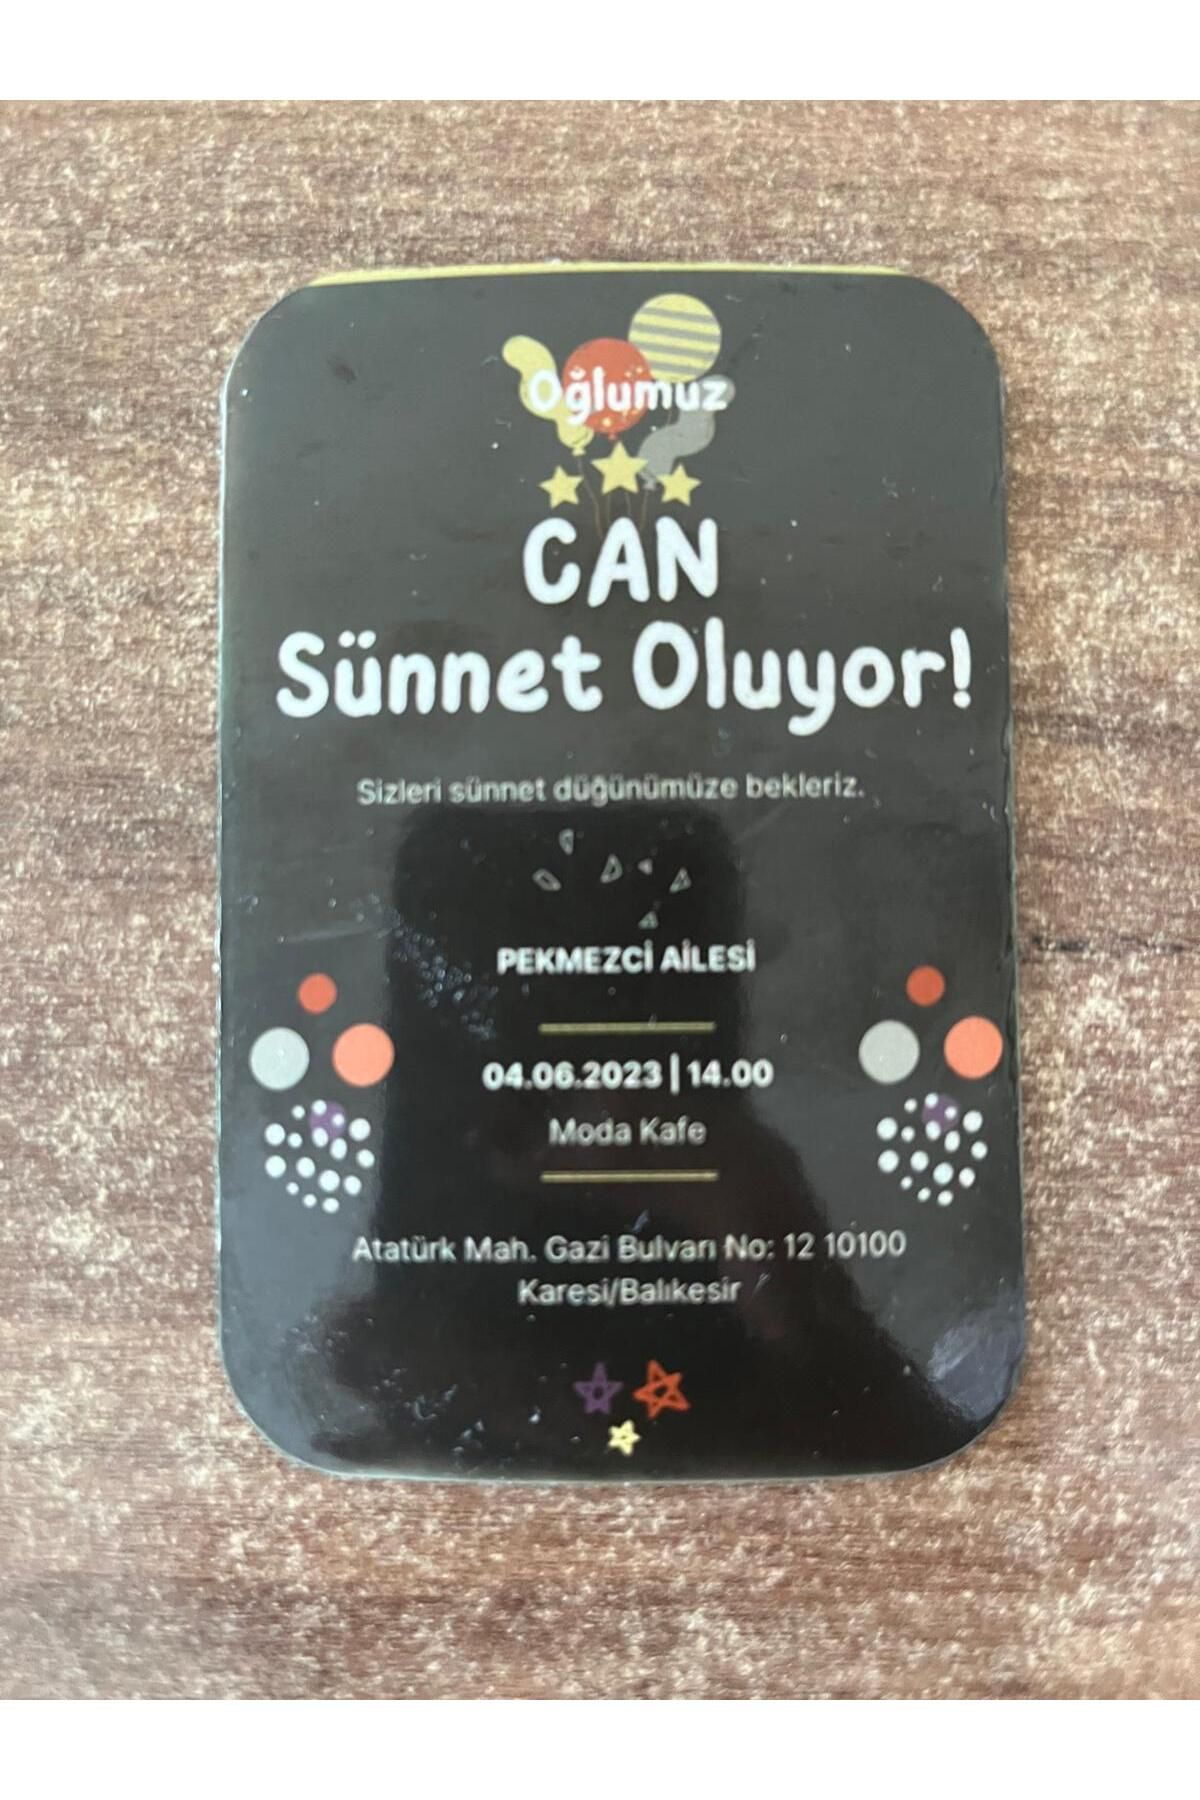 Oğlumuz
CAN
Sünnet Oluyor!
Sizleri sünnet düğünümüze bekleriz.
PEKMEZCİ AİLESİ
04.06.2023 | 14.00
Moda Kafe
Atatürk Mah. Gazi Bulvarı No: 12 10100
Karesi/Balıkesir